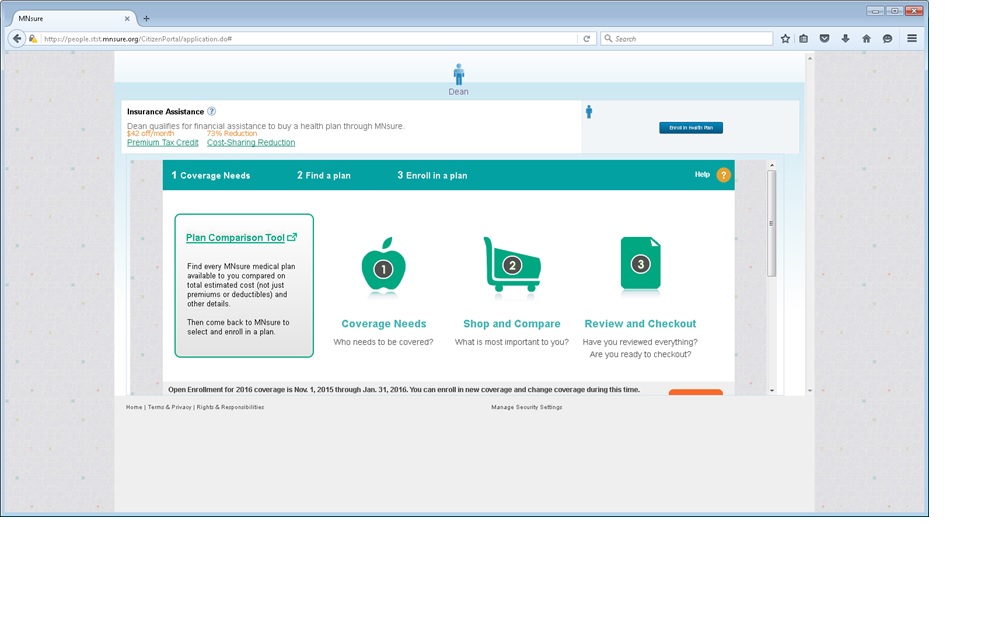 MNsure
https://people.stst.mnsure.org/CitizenPortal/application.do#
Search
Dean
Insurance Assistance ?
Dean qualifies for financial assistance to buy a health plan through MNsure.
$42 off/month 73% Reduction
Premium Tax Credit Cost-Sharing Reduction
Enroll in Health Plan
1 Coverage Needs 2 Find a plan 3 Enroll in a plan Help ?
Plan Comparison Tool
Find every MNsure medical plan
available to you compared on
total estimated cost (not just
premiums or deductibles) and
other details.
Then come back to MNsure to
select and enroll in a plan.
1
Coverage Needs
Who needs to be covered?
2
Shop and Compare
What is most important to you?
3
Review and Checkout
Have you reviewed everything?
Are you ready to checkout?
Open Enrollment for 2016 coverage is Nov. 1, 2015 through Jan. 31, 2016. You can enroll in new coverage and change coverage during this time.
Home | Terms & Privacy | Rights & Responsibilities Manage Security Settings